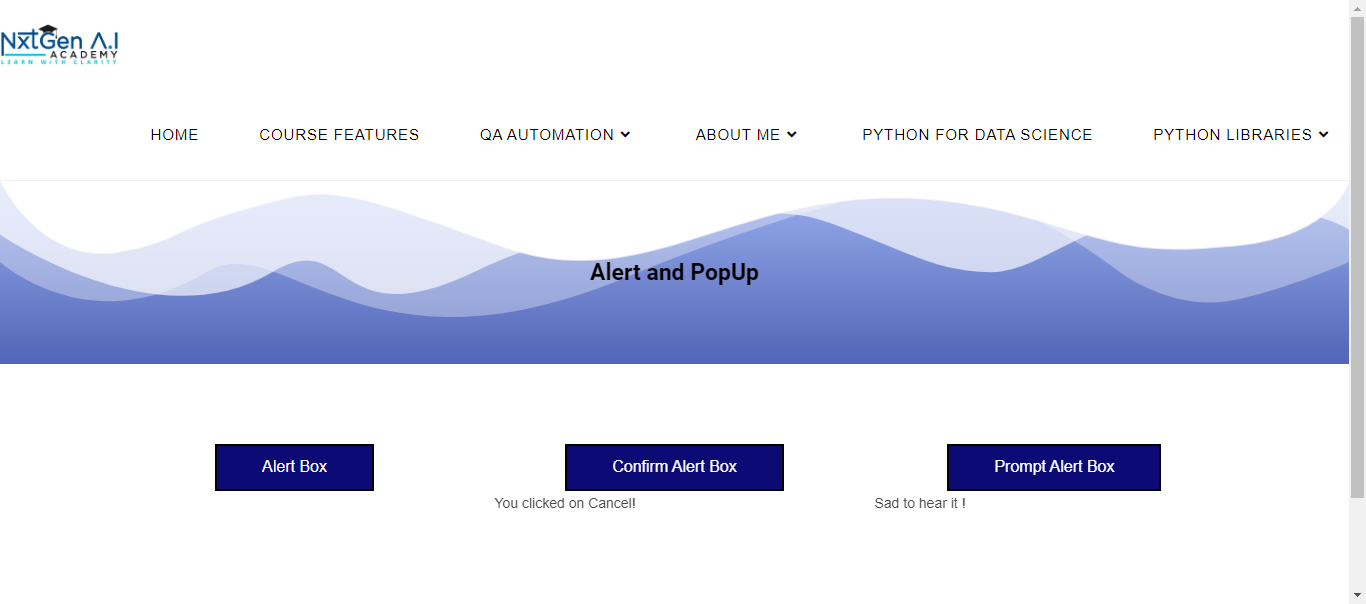 NxtGen A.I
ACADEMY
LEARN WITH CLARITY
HOME COURSE FEATURES QA AUTOMATION ABOUT ME PYTHON FOR DATA SCIENCE PYTHON LIBRARIES
Alert and PopUp
Alert Box Confirm Alert Box Prompt Alert Box
You clicked on Cancel! Sad to hear it !